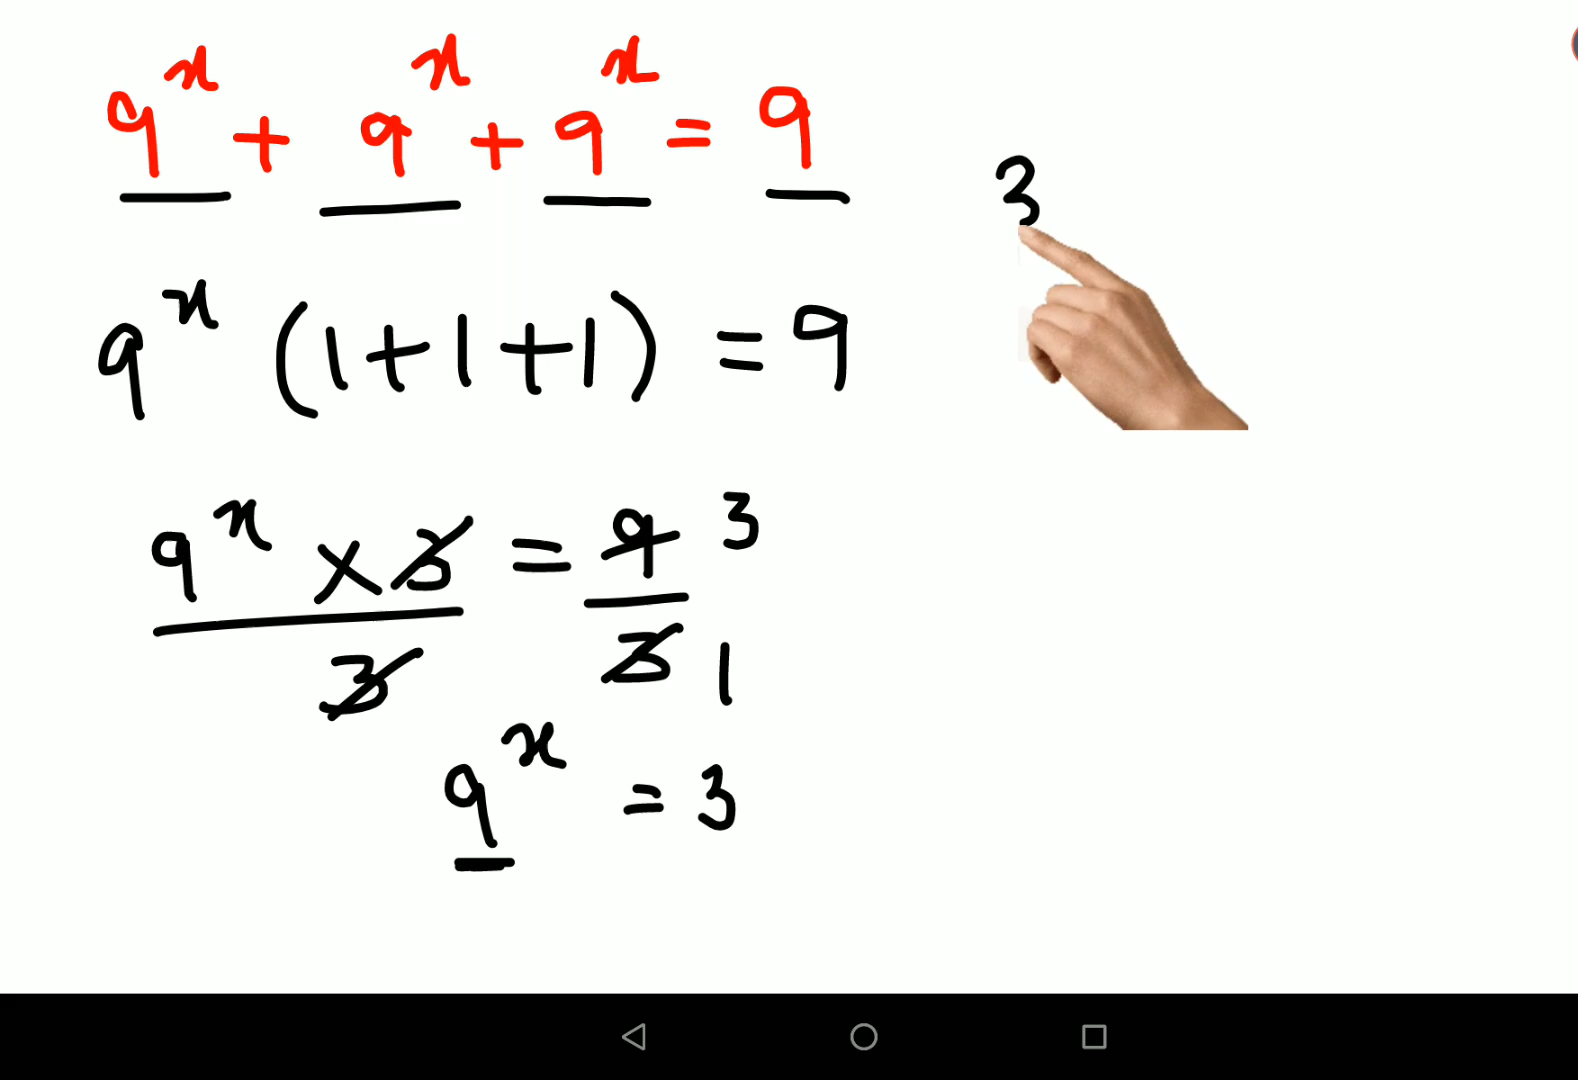 9^x + 9^x + 9^x = 9
3
9^x (1+1+1) = 9
9^x × 3 / 3 = 9 / 3 3 1
9^x = 3